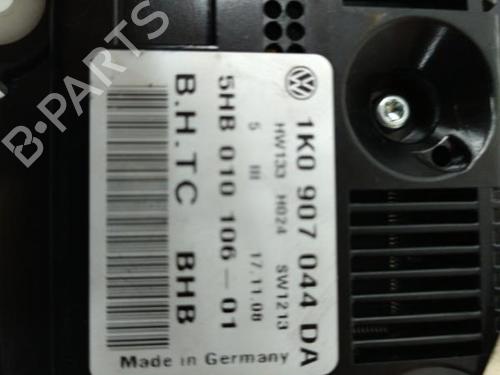 1K0 907 044 DA
HW133 H024 SW1213
5 III 17.11.08
5HB 010 106-01
B.H.TC BHB
Made in Germany
B-PARTS